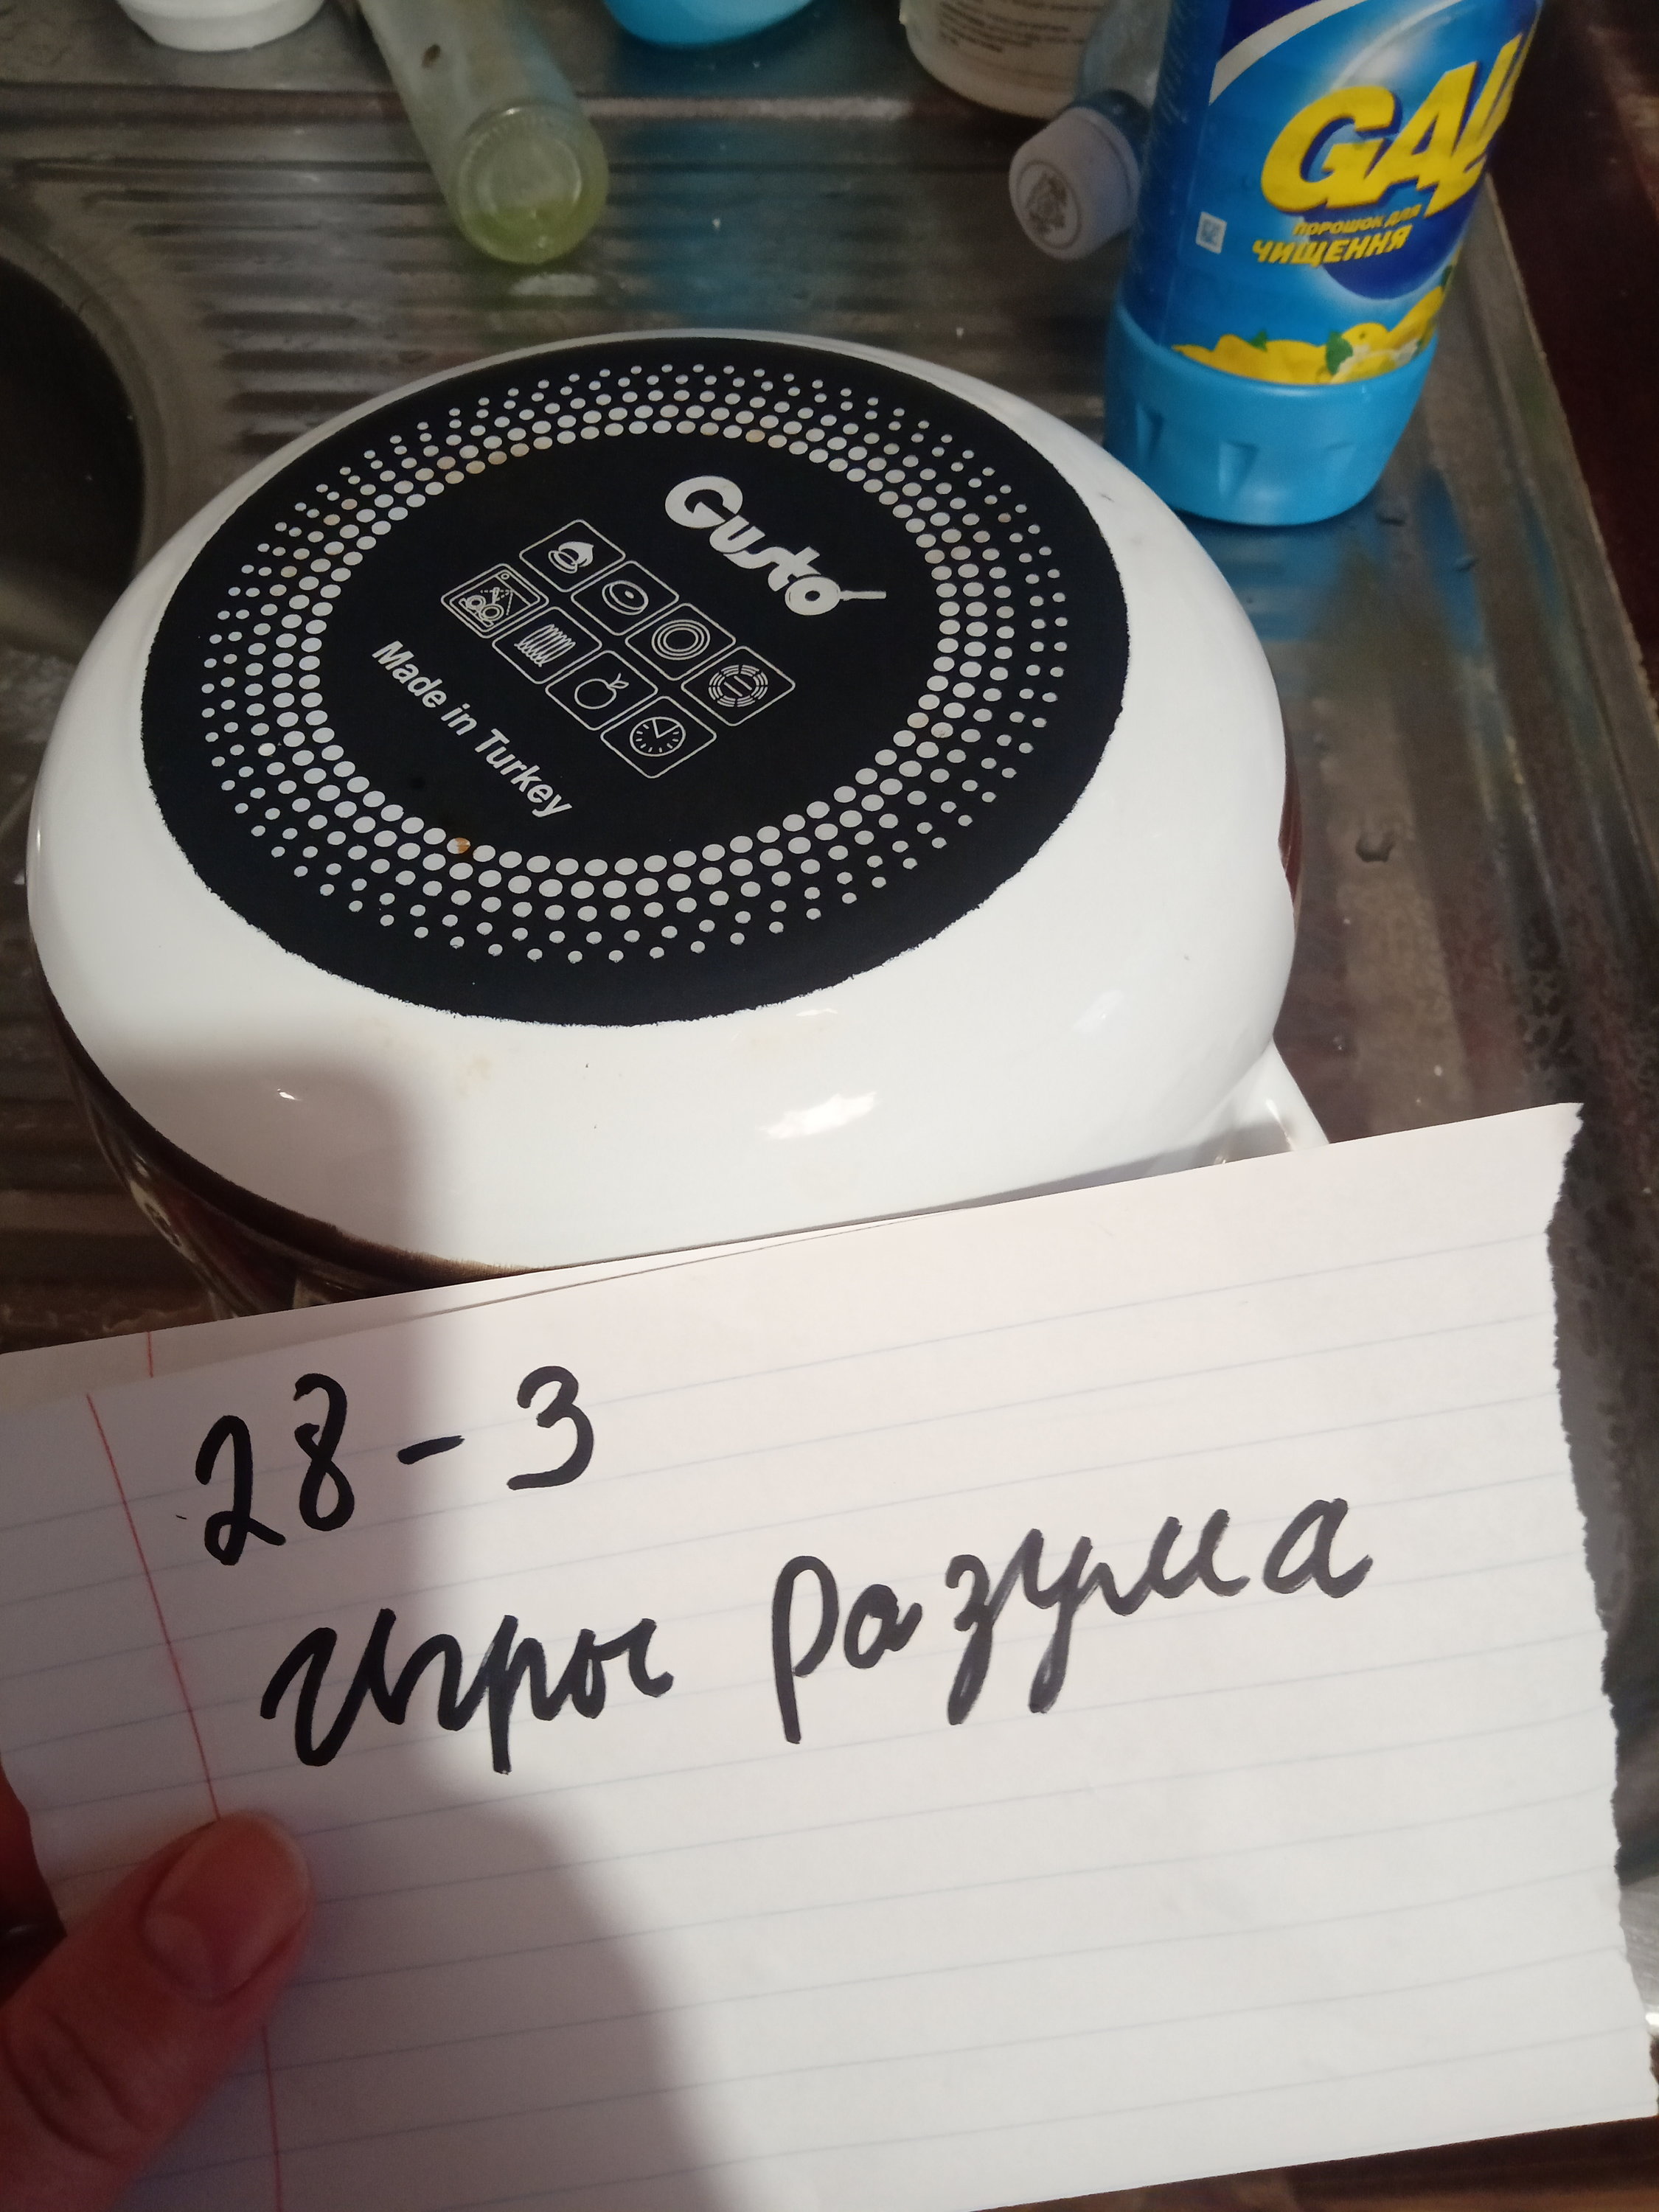 GALA
порошок для
чищення
Gusto
Made in Turkey
28-3
Игры Разума